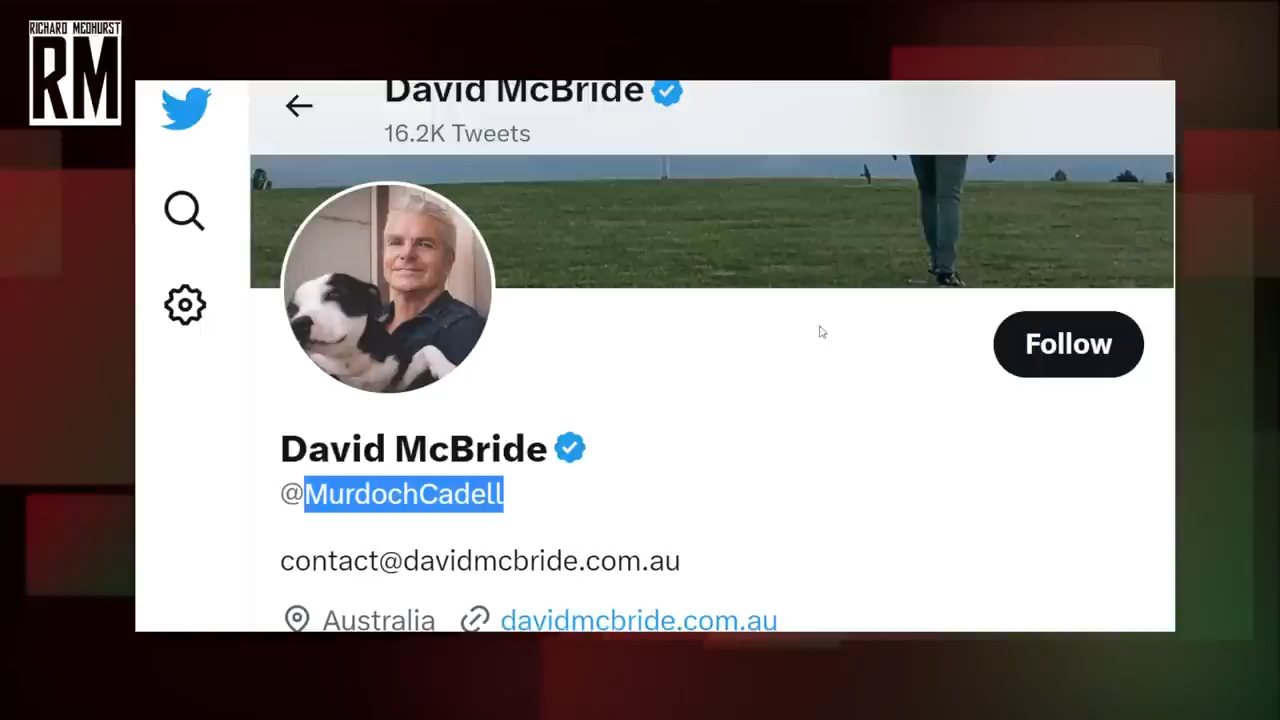 RICHARD MEDHURST
RM
David McBride
16.2K Tweets
Follow
David McBride
@MurdochCadell
contact@davidmcbride.com.au
Australia davidmcbride.com.au